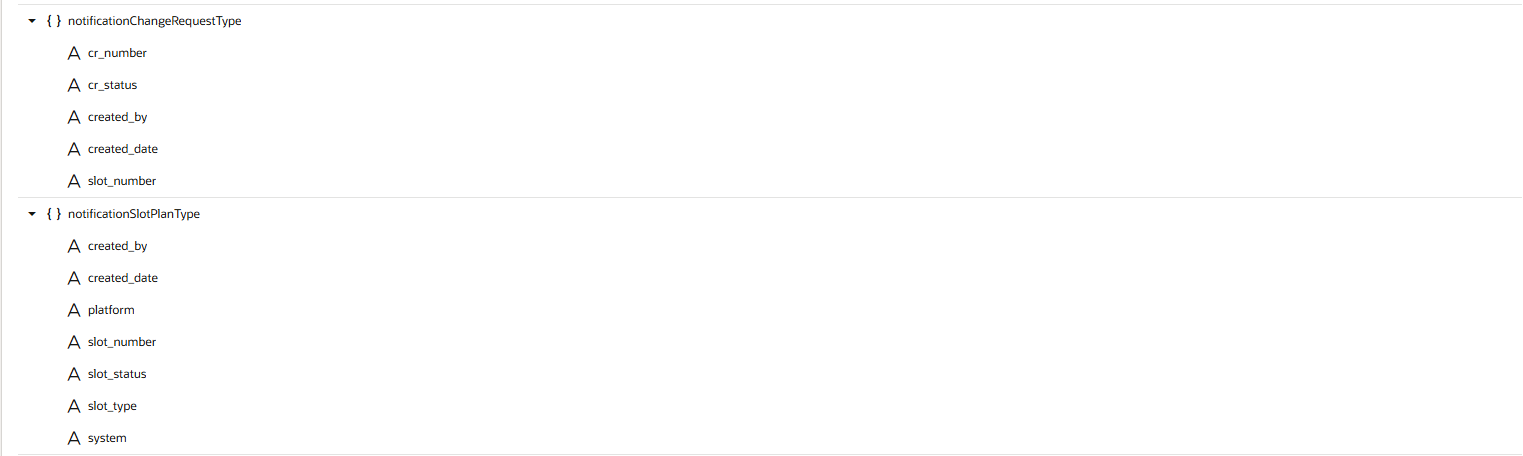 { } notificationChangeRequestType
A cr_number
A cr_status
A created_by
A created_date
A slot_number
{ } notificationSlotPlanType
A created_by
A created_date
A platform
A slot_number
A slot_status
A slot_type
A system